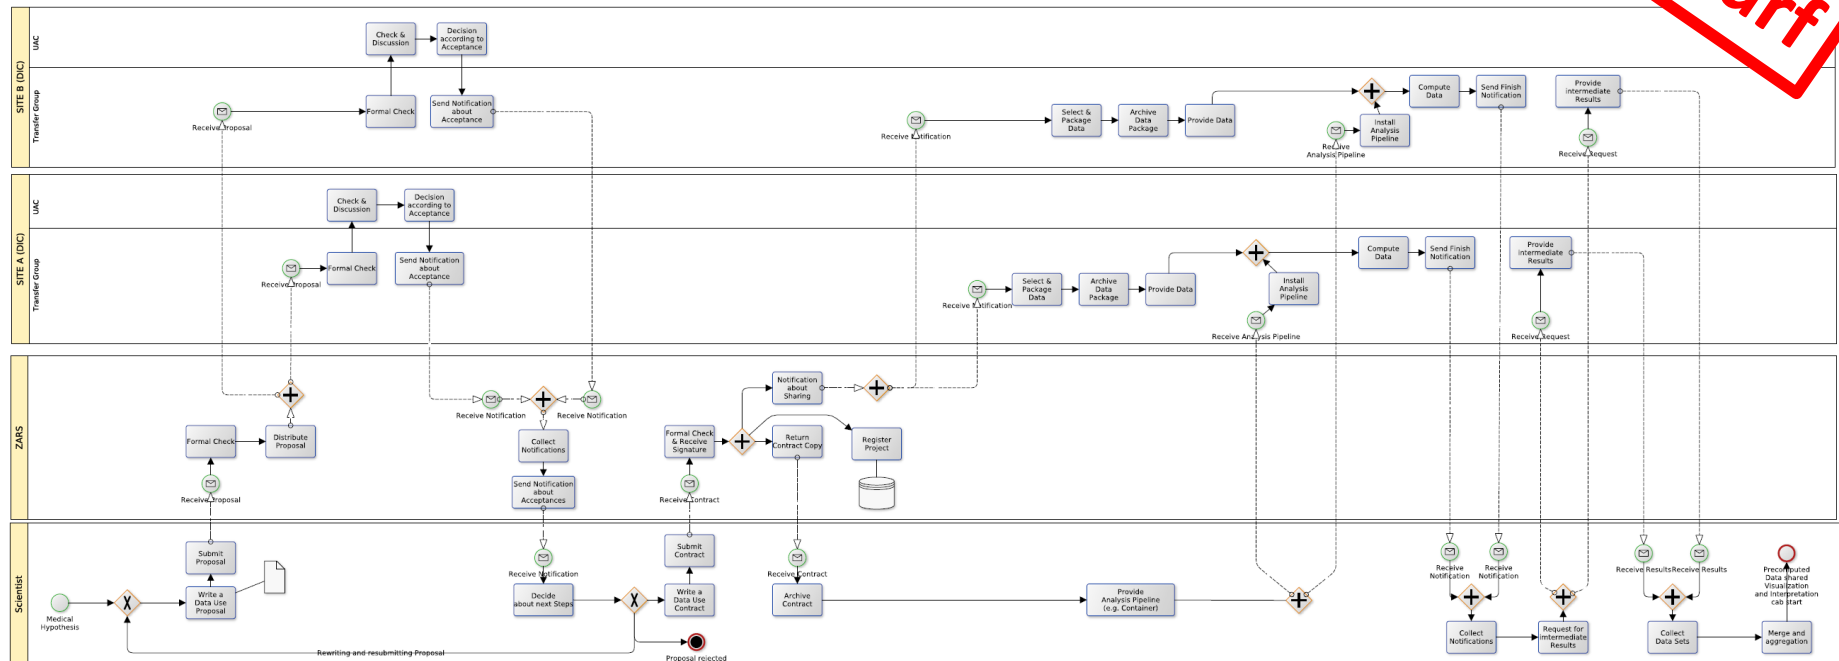 SITE B (DIC)
UAC
Transfer Group
Check &
Discussion
Decision
according to
Acceptance
Receive Proposal
Formal Check
Send Notification
about
Acceptance
Receive Notification
Select &
Package
Data
Archive
Data
Package
Provide Data
Receive
Analysis Pipeline
Install
Analysis
Pipeline
Compute
Data
Send Finish
Notification
Provide
intermediate
Results
Receive Request
SITE A (DIC)
UAC
Transfer Group
Check &
Discussion
Decision
according to
Acceptance
Receive Proposal
Formal Check
Send Notification
about
Acceptance
Receive Notification
Select &
Package
Data
Archive
Data
Package
Provide Data
Receive Analysis Pipeline
Install
Analysis
Pipeline
Compute
Data
Send Finish
Notification
Provide
Intermediate
Results
Receive Request
ZARS
Receive Proposal
Formal Check
Distribute
Proposal
Receive Notification
Receive Notification
Collect
Notifications
Send Notification
about
Acceptances
Receive Contract
Formal Check
& Receive
Signature
Notification
about
Sharing
Return
Contract Copy
Register
Project
Scientist
Medical
Hypothesis
Submit
Proposal
Write a
Data Use
Proposal
Receive Notification
Decide
about next Steps
Rewriting and resubmitting Proposal
Submit
Contract
Write a
Data Use
Contract
Proposal rejected
Receive Contract
Archive
Contract
Provide
Analysis Pipeline
(e.g. Container)
Receive
Notification
Receive
Notification
Collect
Notifications
Request for
Intermediate
Results
Receive Results
Receive Results
Collect
Data Sets
Merge and
aggregation
Precomputed
Data shared
Visualization
and Interpretation
cab start